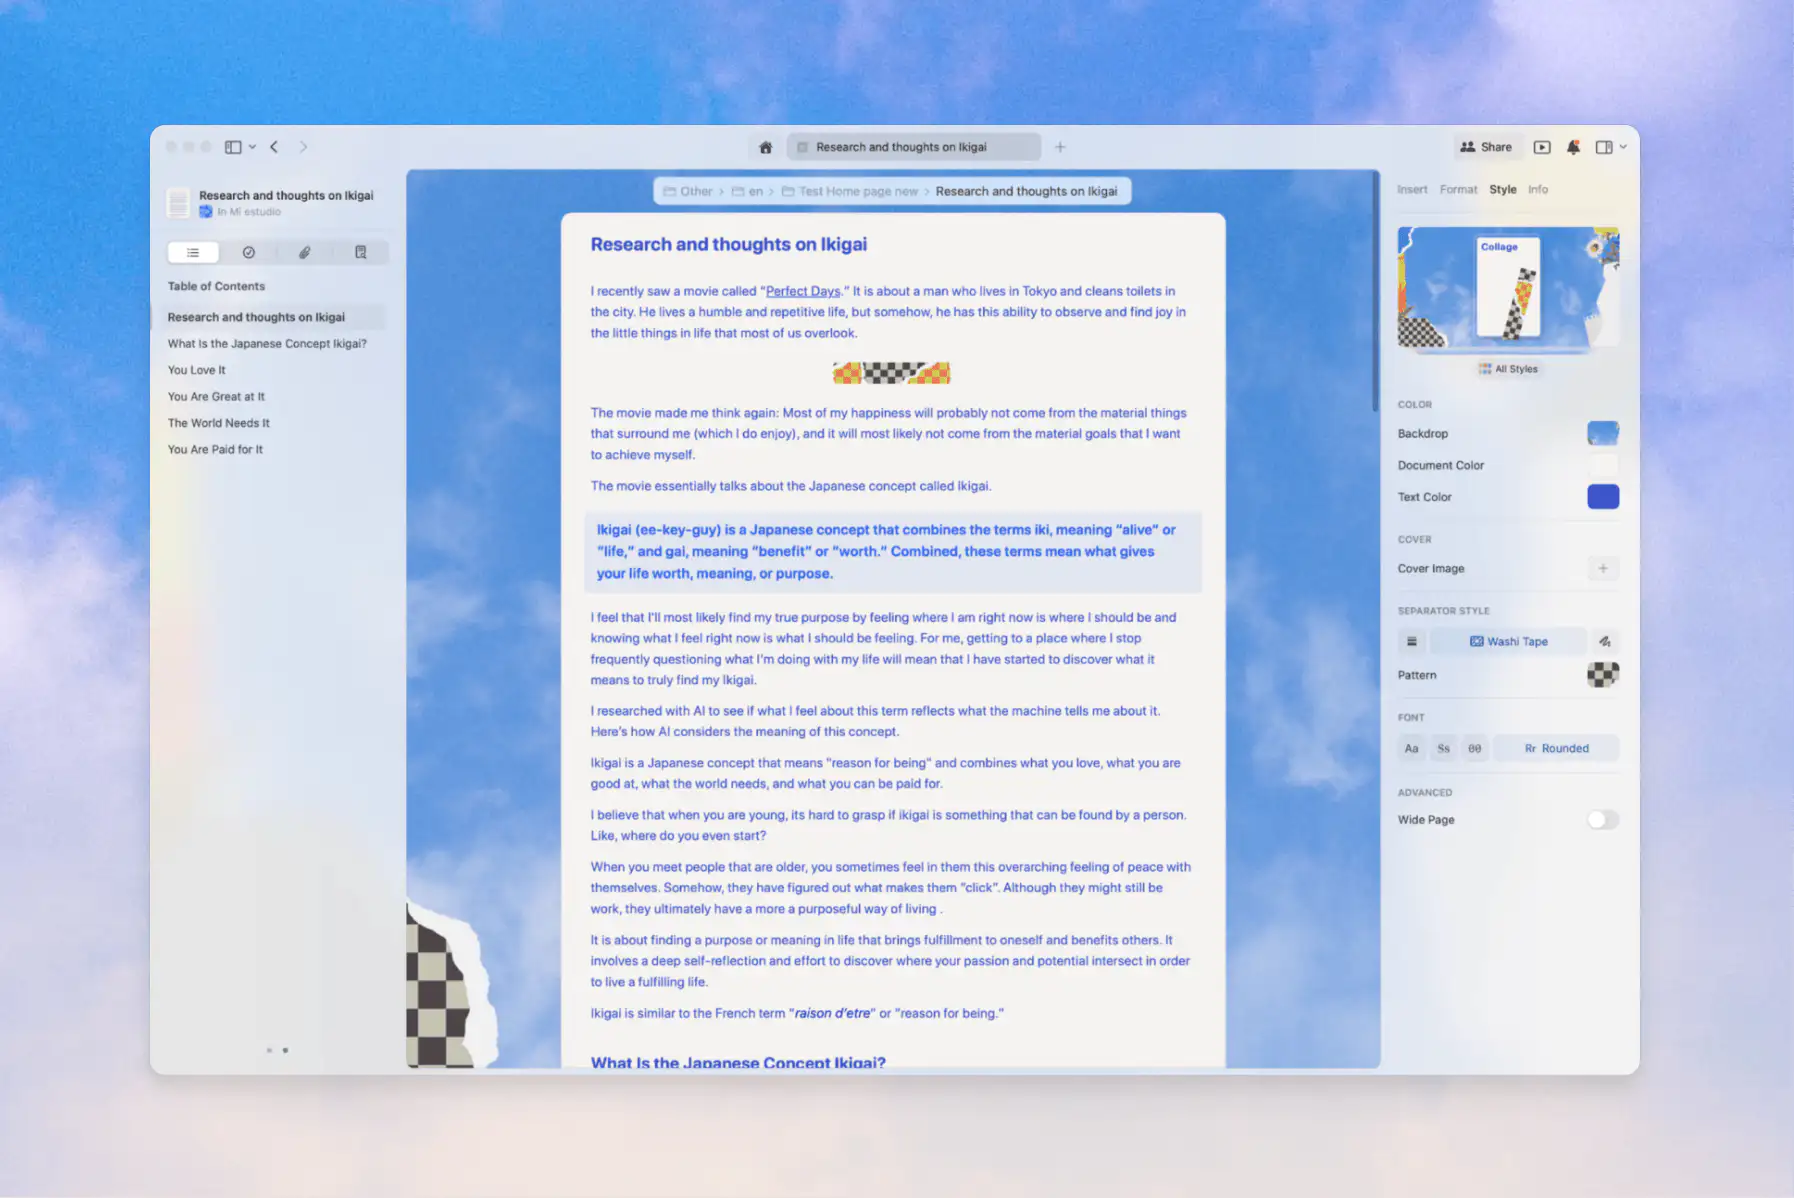 Research and thoughts on Ikigai
Share
Research and thoughts on Ikigai
In Mi estudio
Table of Contents
Research and thoughts on Ikigai
What Is the Japanese Concept Ikigai?
You Love It
You Are Great at It
The World Needs It
You Are Paid for It
Other > en > Test Home page new > Research and thoughts on Ikigai
Research and thoughts on Ikigai
I recently saw a movie called “Perfect Days.” It is about a man who lives in Tokyo and cleans toilets in
the city. He lives a humble and repetitive life, but somehow, he has this ability to observe and find joy in
the little things in life that most of us overlook.
The movie made me think again: Most of my happiness will probably not come from the material things
that surround me (which I do enjoy), and it will most likely not come from the material goals that I want
to achieve myself.
The movie essentially talks about the Japanese concept called Ikigai.
Ikigai (ee-key-guy) is a Japanese concept that combines the terms iki, meaning “alive” or
“life,” and gai, meaning “benefit” or “worth.” Combined, these terms mean what gives
your life worth, meaning, or purpose.
I feel that I'll most likely find my true purpose by feeling where I am right now is where I should be and
knowing what I feel right now is what I should be feeling. For me, getting to a place where I stop
frequently questioning what I'm doing with my life will mean that I have started to discover what it
means to truly find my Ikigai.
I researched with AI to see if what I feel about this term reflects what the machine tells me about it.
Here's how AI considers the meaning of this concept.
Ikigai is a Japanese concept that means "reason for being" and combines what you love, what you are
good at, what the world needs, and what you can be paid for.
I believe that when you are young, its hard to grasp if ikigai is something that can be found by a person.
Like, where do you even start?
When you meet people that are older, you sometimes feel in them this overarching feeling of peace with
themselves. Somehow, they have figured out what makes them “click”. Although they might still be
work, they ultimately have a more a purposeful way of living .
It is about finding a purpose or meaning in life that brings fulfillment to oneself and benefits others. It
involves a deep self-reflection and effort to discover where your passion and potential intersect in order
to live a fulfilling life.
Ikigai is similar to the French term “raison d’etre” or “reason for being.”
What Is the Japanese Concept Ikigai?
Insert Format Style Info
Collage
All Styles
COLOR
Backdrop
Document Color
Text Color
COVER
Cover Image
SEPARATOR STYLE
Washi Tape
Pattern
FONT
Aa Ss 00 Rr Rounded
ADVANCED
Wide Page